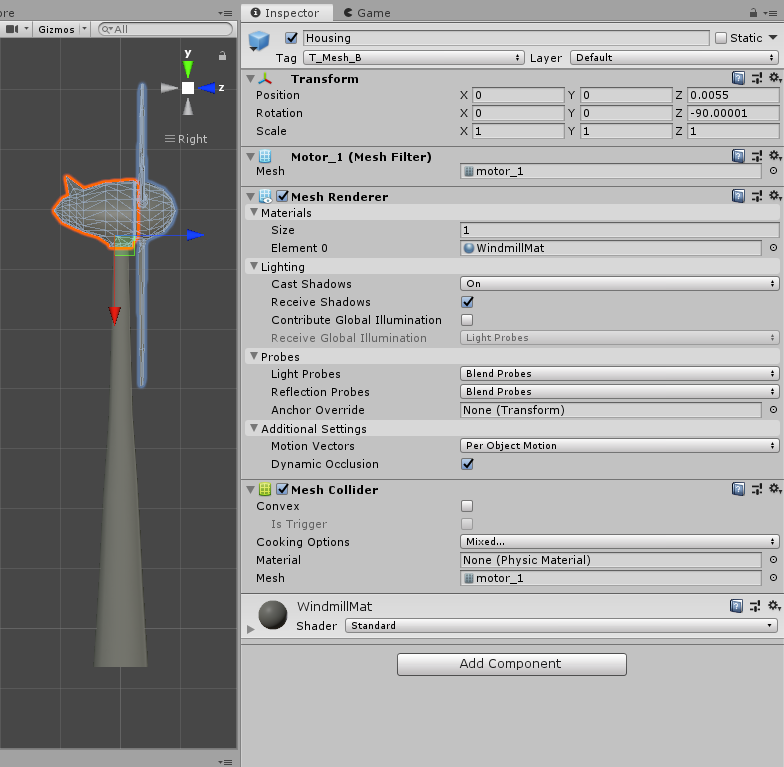 ore
Inspector
Game
Gizmos
All
y
z
Right
Housing
Static
Tag T_Mesh_B Layer Default
Transform
Position X 0 Y 0 Z 0.0055
Rotation X 0 Y 0 Z -90.00001
Scale X 1 Y 1 Z 1
Motor_1 (Mesh Filter)
Mesh motor_1
Mesh Renderer
Materials
Size 1
Element 0 WindmillMat
Lighting
Cast Shadows On
Receive Shadows
Contribute Global Illumination
Receive Global Illumination Light Probes
Probes
Light Probes Blend Probes
Reflection Probes Blend Probes
Anchor Override None (Transform)
Additional Settings
Motion Vectors Per Object Motion
Dynamic Occlusion
Mesh Collider
Convex
Is Trigger
Cooking Options Mixed...
Material None (Physic Material)
Mesh motor_1
WindmillMat
Shader Standard
Add Component